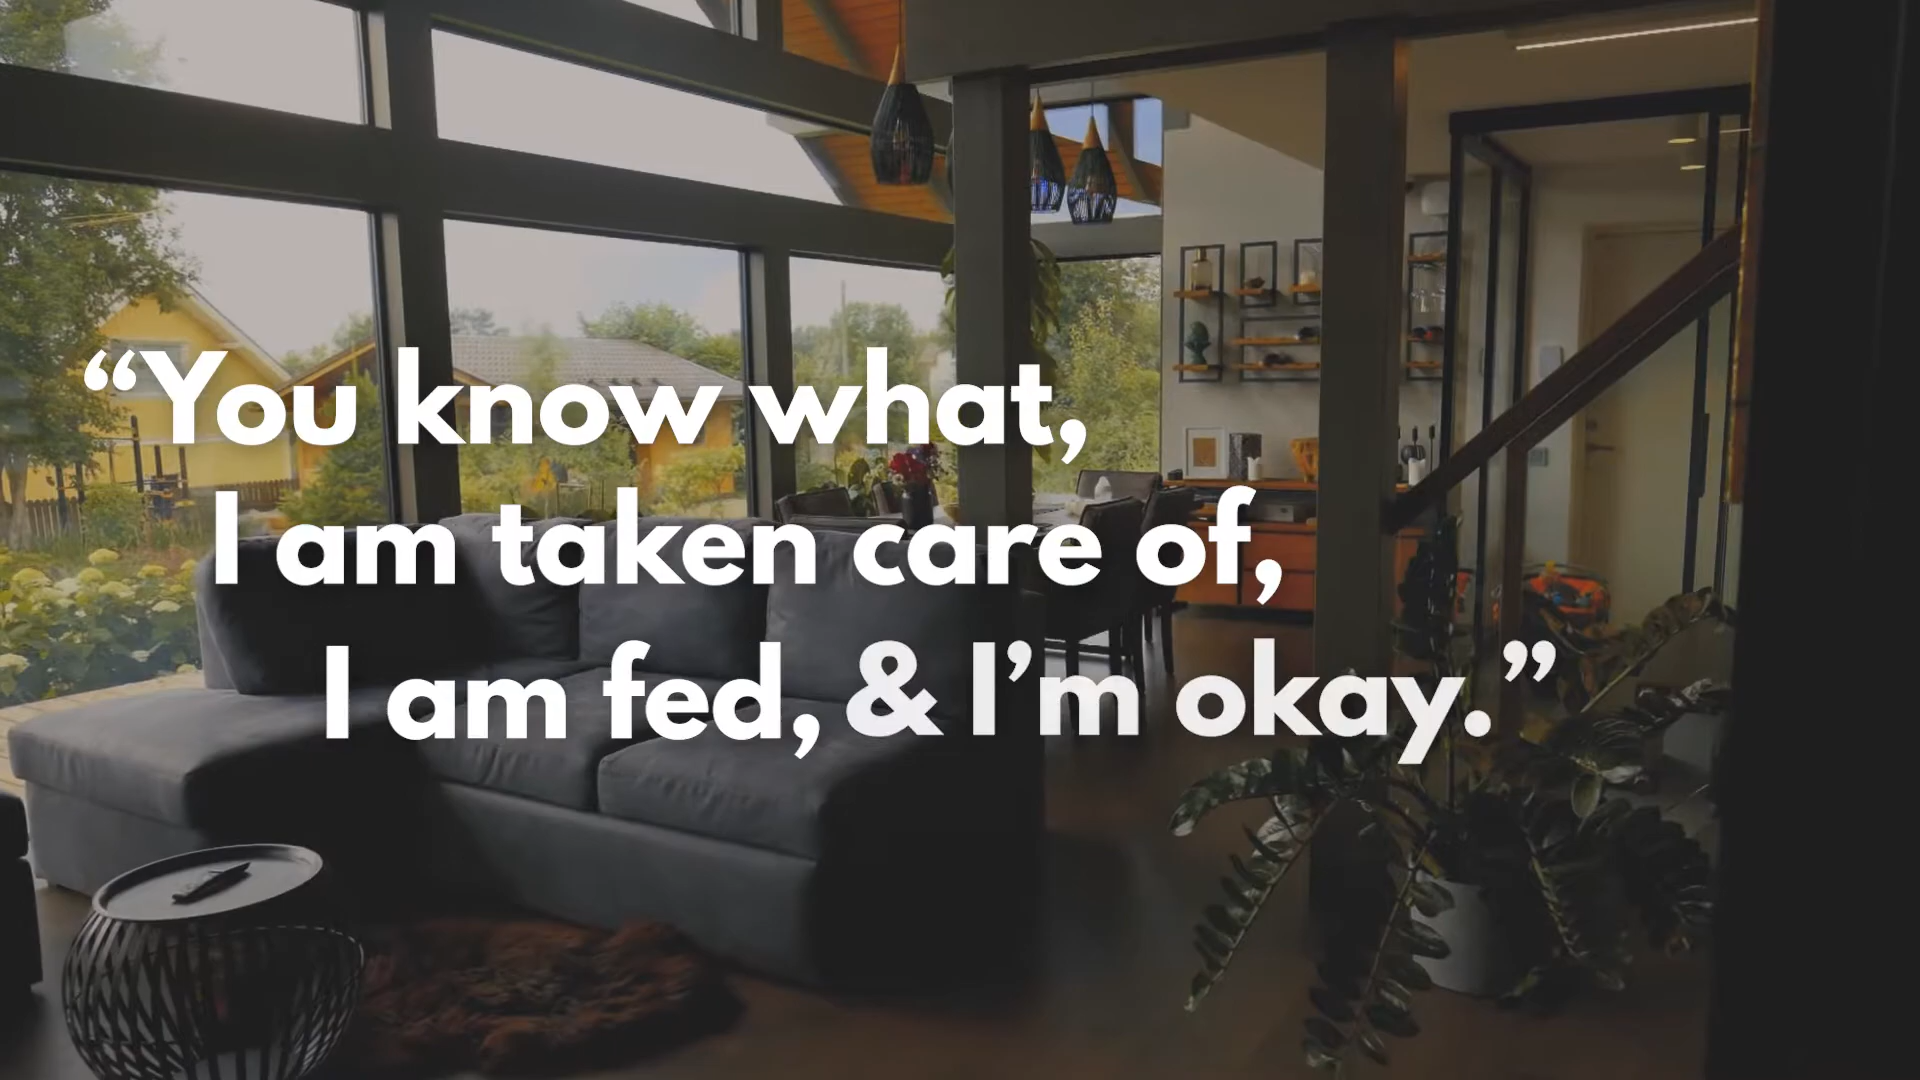 “You know what,
I am taken care of,
I am fed, & I’m okay.”